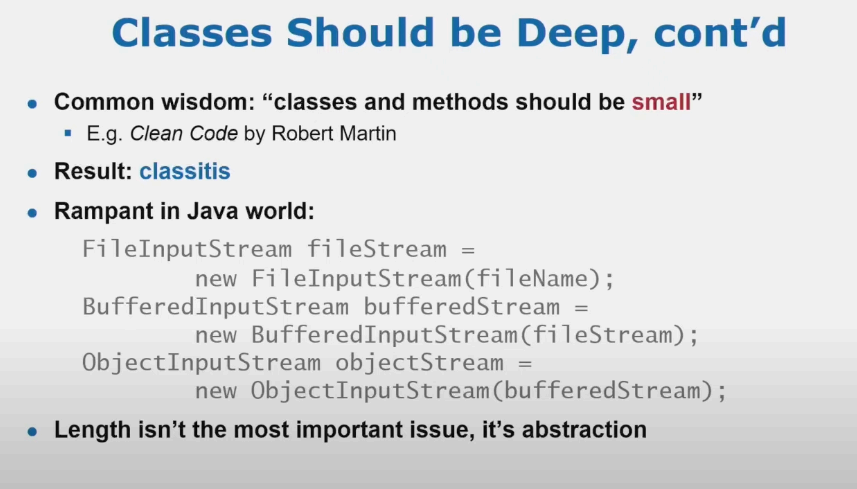 Classes Should be Deep, cont’d
Common wisdom: “classes and methods should be small”
E.g. Clean Code by Robert Martin
Result: classitis
Rampant in Java world:
FileInputStream fileStream =
new FileInputStream(fileName);
BufferedInputStream bufferedStream =
new BufferedInputStream(fileStream);
ObjectInputStream objectStream =
new ObjectInputStream(bufferedStream);
Length isn’t the most important issue, it’s abstraction